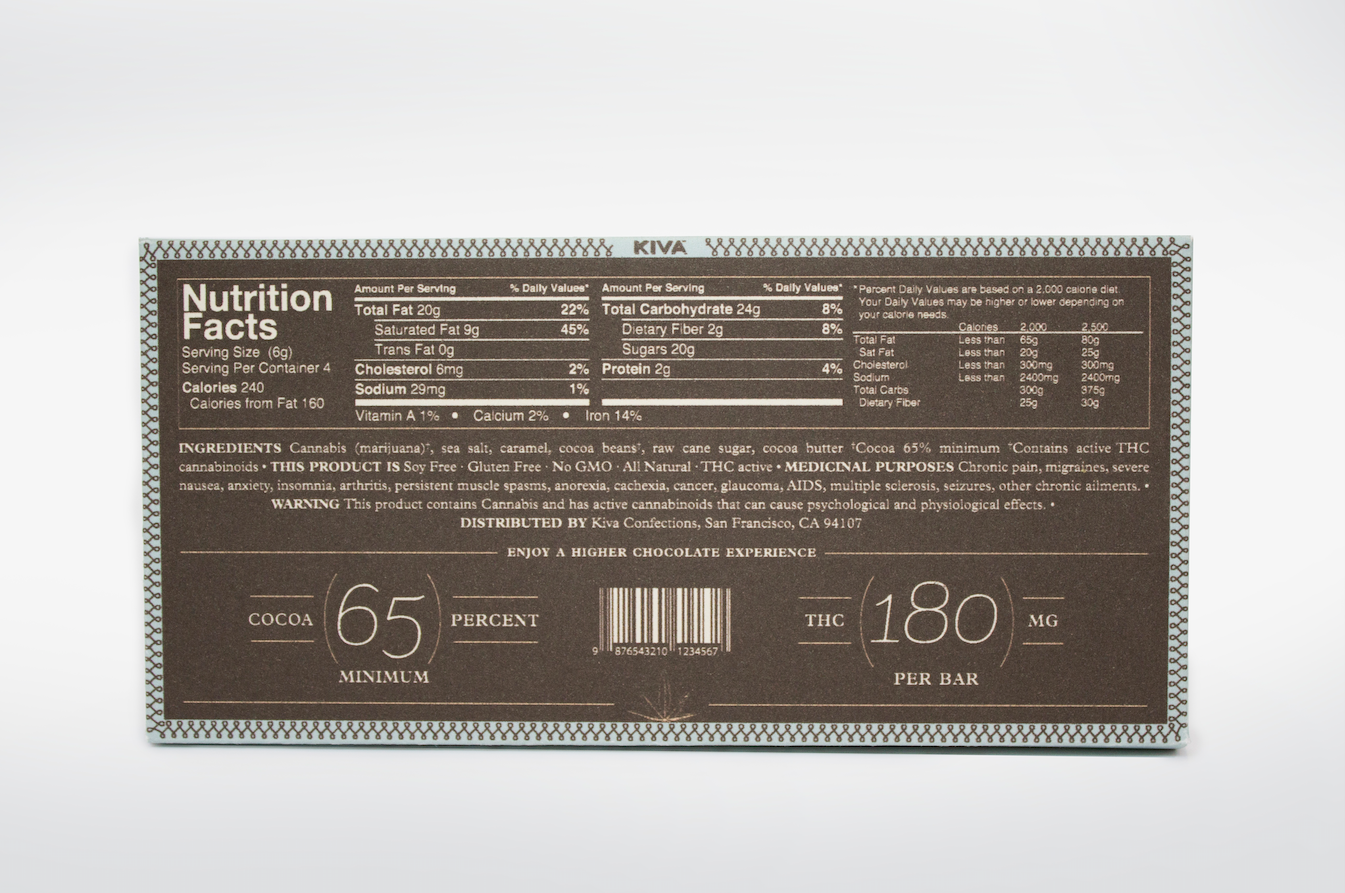 KIVA
Nutrition
Facts
Serving Size (6g)
Serving Per Container 4
Calories 240
Calories from Fat 160
Amount Per Serving % Daily Values*
Total Fat 20g 22%
Saturated Fat 9g 45%
Trans Fat 0g
Cholesterol 6mg 2%
Sodium 29mg 1%
Amount Per Serving % Daily Values*
Total Carbohydrate 24g 8%
Dietary Fiber 2g 8%
Sugars 20g
Protein 2g 4%
Vitamin A 1% • Calcium 2% • Iron 14%
*Percent Daily Values are based on a 2,000 calorie diet.
Your Daily Values may be higher or lower depending on
your calorie needs.
Calories 2,000 2,500
Total Fat Less than 65g 80g
Sat Fat Less than 20g 25g
Cholesterol Less than 300mg 300mg
Sodium Less than 2400mg 2400mg
Total Carbs 300g 375g
Dietary Fiber 25g 30g
INGREDIENTS Cannabis (marijuana)⁺, sea salt, caramel, cocoa beans†, raw cane sugar, cocoa butter †Cocoa 65% minimum ⁺Contains active THC
cannabinoids • THIS PRODUCT IS Soy Free · Gluten Free · No GMO · All Natural · THC active • MEDICINAL PURPOSES Chronic pain, migraines, severe
nausea, anxiety, insomnia, arthritis, persistent muscle spasms, anorexia, cachexia, cancer, glaucoma, AIDS, multiple sclerosis, seizures, other chronic ailments. •
WARNING This product contains Cannabis and has active cannabinoids that can cause psychological and physiological effects. •
DISTRIBUTED BY Kiva Confections, San Francisco, CA 94107
ENJOY A HIGHER CHOCOLATE EXPERIENCE
COCOA (65) PERCENT
MINIMUM
9 876543210 1234567
THC (180) MG
PER BAR